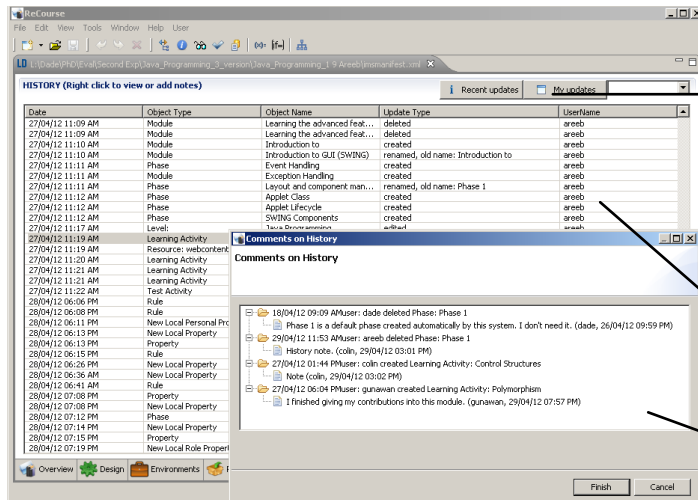 ReCourse
File Edit View Tools Window Help User
L:\Dade\PhD\Eval\Second Exp\Java_Programming_3_version\Java_Programming_1 9 Areeb\imsmanifest.xml
HISTORY (Right click to view or add notes)
Recent updates My updates
Date Object Type Object Name Update Type UserName
27/04/12 11:09 AM Module Learning the advanced feat... deleted areeb
27/04/12 11:09 AM Module Learning the advanced feat... deleted areeb
27/04/12 11:10 AM Module Introduction to created areeb
27/04/12 11:10 AM Module Introduction to GUI (SWING) renamed, old name: Introduction to areeb
27/04/12 11:11 AM Phase Event Handling created areeb
27/04/12 11:11 AM Module Exception Handling created areeb
27/04/12 11:11 AM Phase Layout and component man... renamed, old name: Phase 1 areeb
27/04/12 11:12 AM Phase Applet Class created areeb
27/04/12 11:12 AM Phase Applet Lifecycle created areeb
27/04/12 11:12 AM Phase SWING Components created areeb
27/04/12 11:17 AM Level: Java Programming edited areeb
27/04/12 11:19 AM Learning Activity
27/04/12 11:19 AM Resource: webcontent
27/04/12 11:20 AM Learning Activity
27/04/12 11:21 AM Learning Activity
27/04/12 11:21 AM Learning Activity
27/04/12 11:22 AM Test Activity
28/04/12 06:06 PM Rule
28/04/12 06:08 PM Rule
28/04/12 06:11 PM New Local Personal Pro
28/04/12 06:13 PM New Local Property
28/04/12 06:13 PM Property
28/04/12 06:15 PM Rule
28/04/12 06:26 PM New Local Property
28/04/12 06:36 AM New Local Property
28/04/12 06:41 AM Rule
28/04/12 07:08 PM Property
28/04/12 07:08 PM New Local Property
28/04/12 07:12 PM Phase
28/04/12 07:14 PM New Local Property
28/04/12 07:15 PM Property
28/04/12 07:19 PM New Local Role Propert
Overview Design Environments
Comments on History
Comments on History
18/04/12 09:09 AMuser: dade deleted Phase: Phase 1
Phase 1 is a default phase created automatically by this system. I don't need it. (dade, 26/04/12 09:59 PM)
29/04/12 11:53 AMuser: areeb deleted Phase: Phase 1
History note. (colin, 29/04/12 03:01 PM)
27/04/12 01:44 PMuser: colin created Learning Activity: Control Structures
Note (colin, 29/04/12 03:02 PM)
27/04/12 06:04 PMuser: gunawan created Learning Activity: Polymorphism
I finished giving my contributions into this module. (gunawan, 29/04/12 07:57 PM)
Finish Cancel